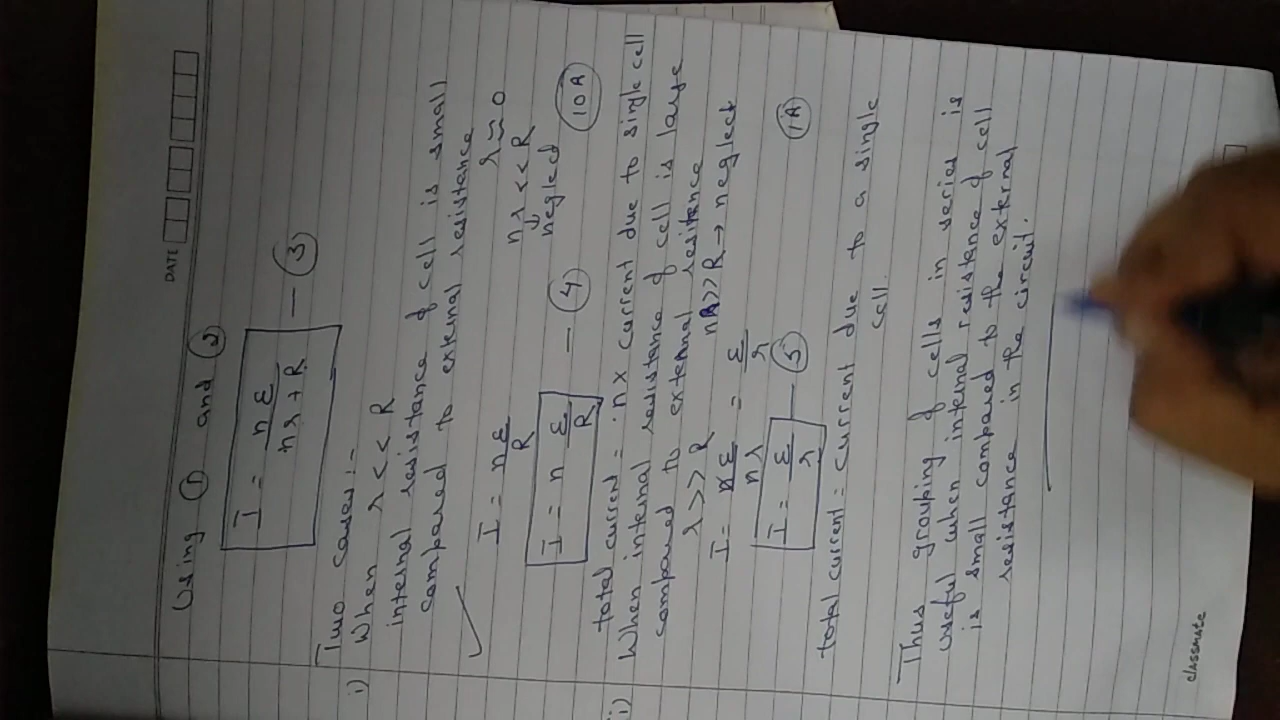 DATE
Using ① and ②
I = nε / nr + R — ③
Two cases :-
i) When r << R
internal resistance of cell is small
compared to external resistance
r ≈ 0
I = nε / R
nr << R
neglected
I = n ε / R — ④
10 A
total current = n x current due to single cell
ii) When internal resistance of cell is large
compared to external resitence
r >> R
nr >> R → neglect
I = nε / nr = ε / r
I = ε / r — ⑤
1A
total current = current due to a single
cell.
Thus grouping of cells in series is
useful when internal resistance of cell
is small compared to the external
resistance in the circuit.
classmate